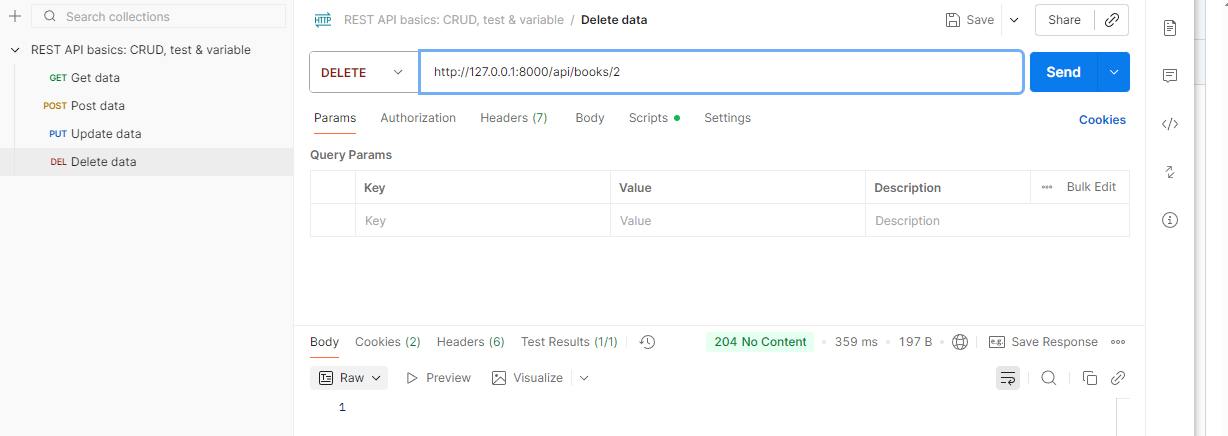 Search collections
REST API basics: CRUD, test & variable
GET Get data
POST Post data
PUT Update data
DEL Delete data
HTTP REST API basics: CRUD, test & variable / Delete data
Save
Share
DELETE http://127.0.0.1:8000/api/books/2
Send
Params Authorization Headers (7) Body Scripts Settings Cookies
Query Params
Key Value Description Bulk Edit
Key Value Description
Body Cookies (2) Headers (6) Test Results (1/1) 204 No Content 359 ms 197 B e.g. Save Response
Raw Preview Visualize
1